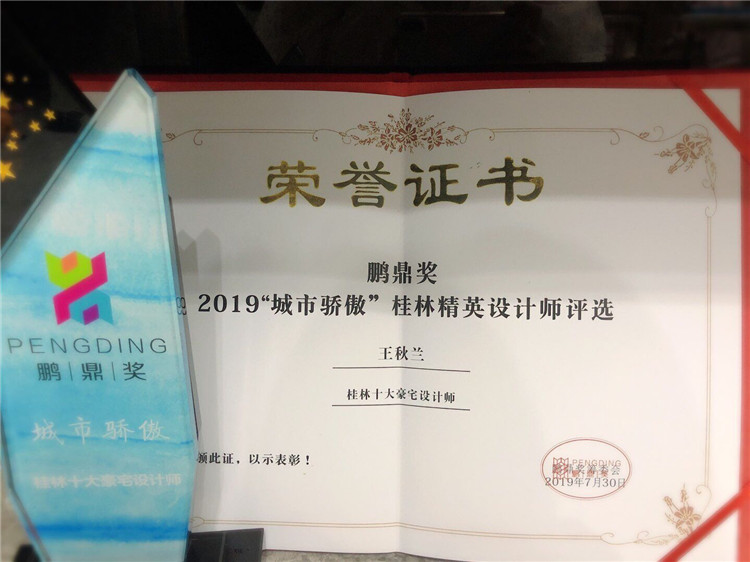 荣誉证书
鹏鼎奖
2019“城市骄傲”桂林精英设计师评选
王秋兰
桂林十大豪宅设计师
颁此证，以示表彰！
PENGDING
2019年7月30日
PENGDING
鹏|鼎|奖
城市骄傲
桂林十大豪宅设计师